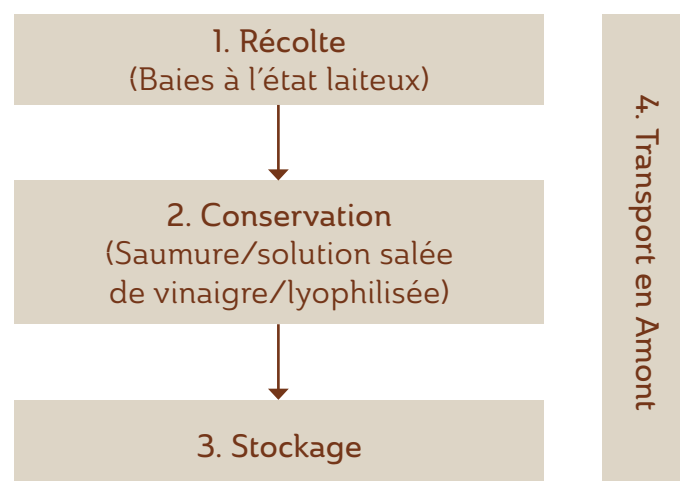 1. Récolte
(Baies à l'état laiteux)
2. Conservation
(Saumure/solution salée
de vinaigre/lyophilisée)
3. Stockage
4. Transport en Amont